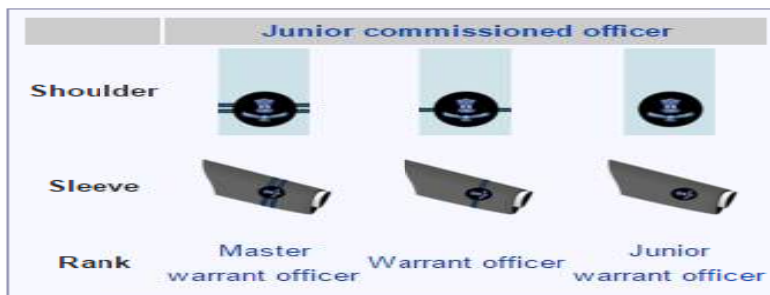 Junior commissioned officer
Shoulder
Sleeve
Rank
Master
warrant officer
Warrant officer
Junior
warrant officer